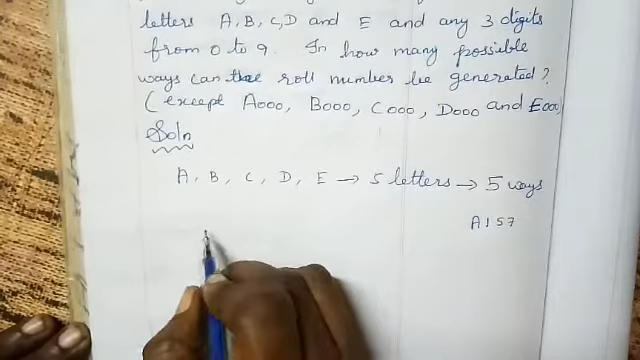 letters A, B, C, D and E and any 3 digits
from 0 to 9. In how many possible
ways can the roll number be generated?
(except A000, B000, C000, D000 and E000)
Soln
A, B, C, D, E → 5 letters → 5 ways
A157